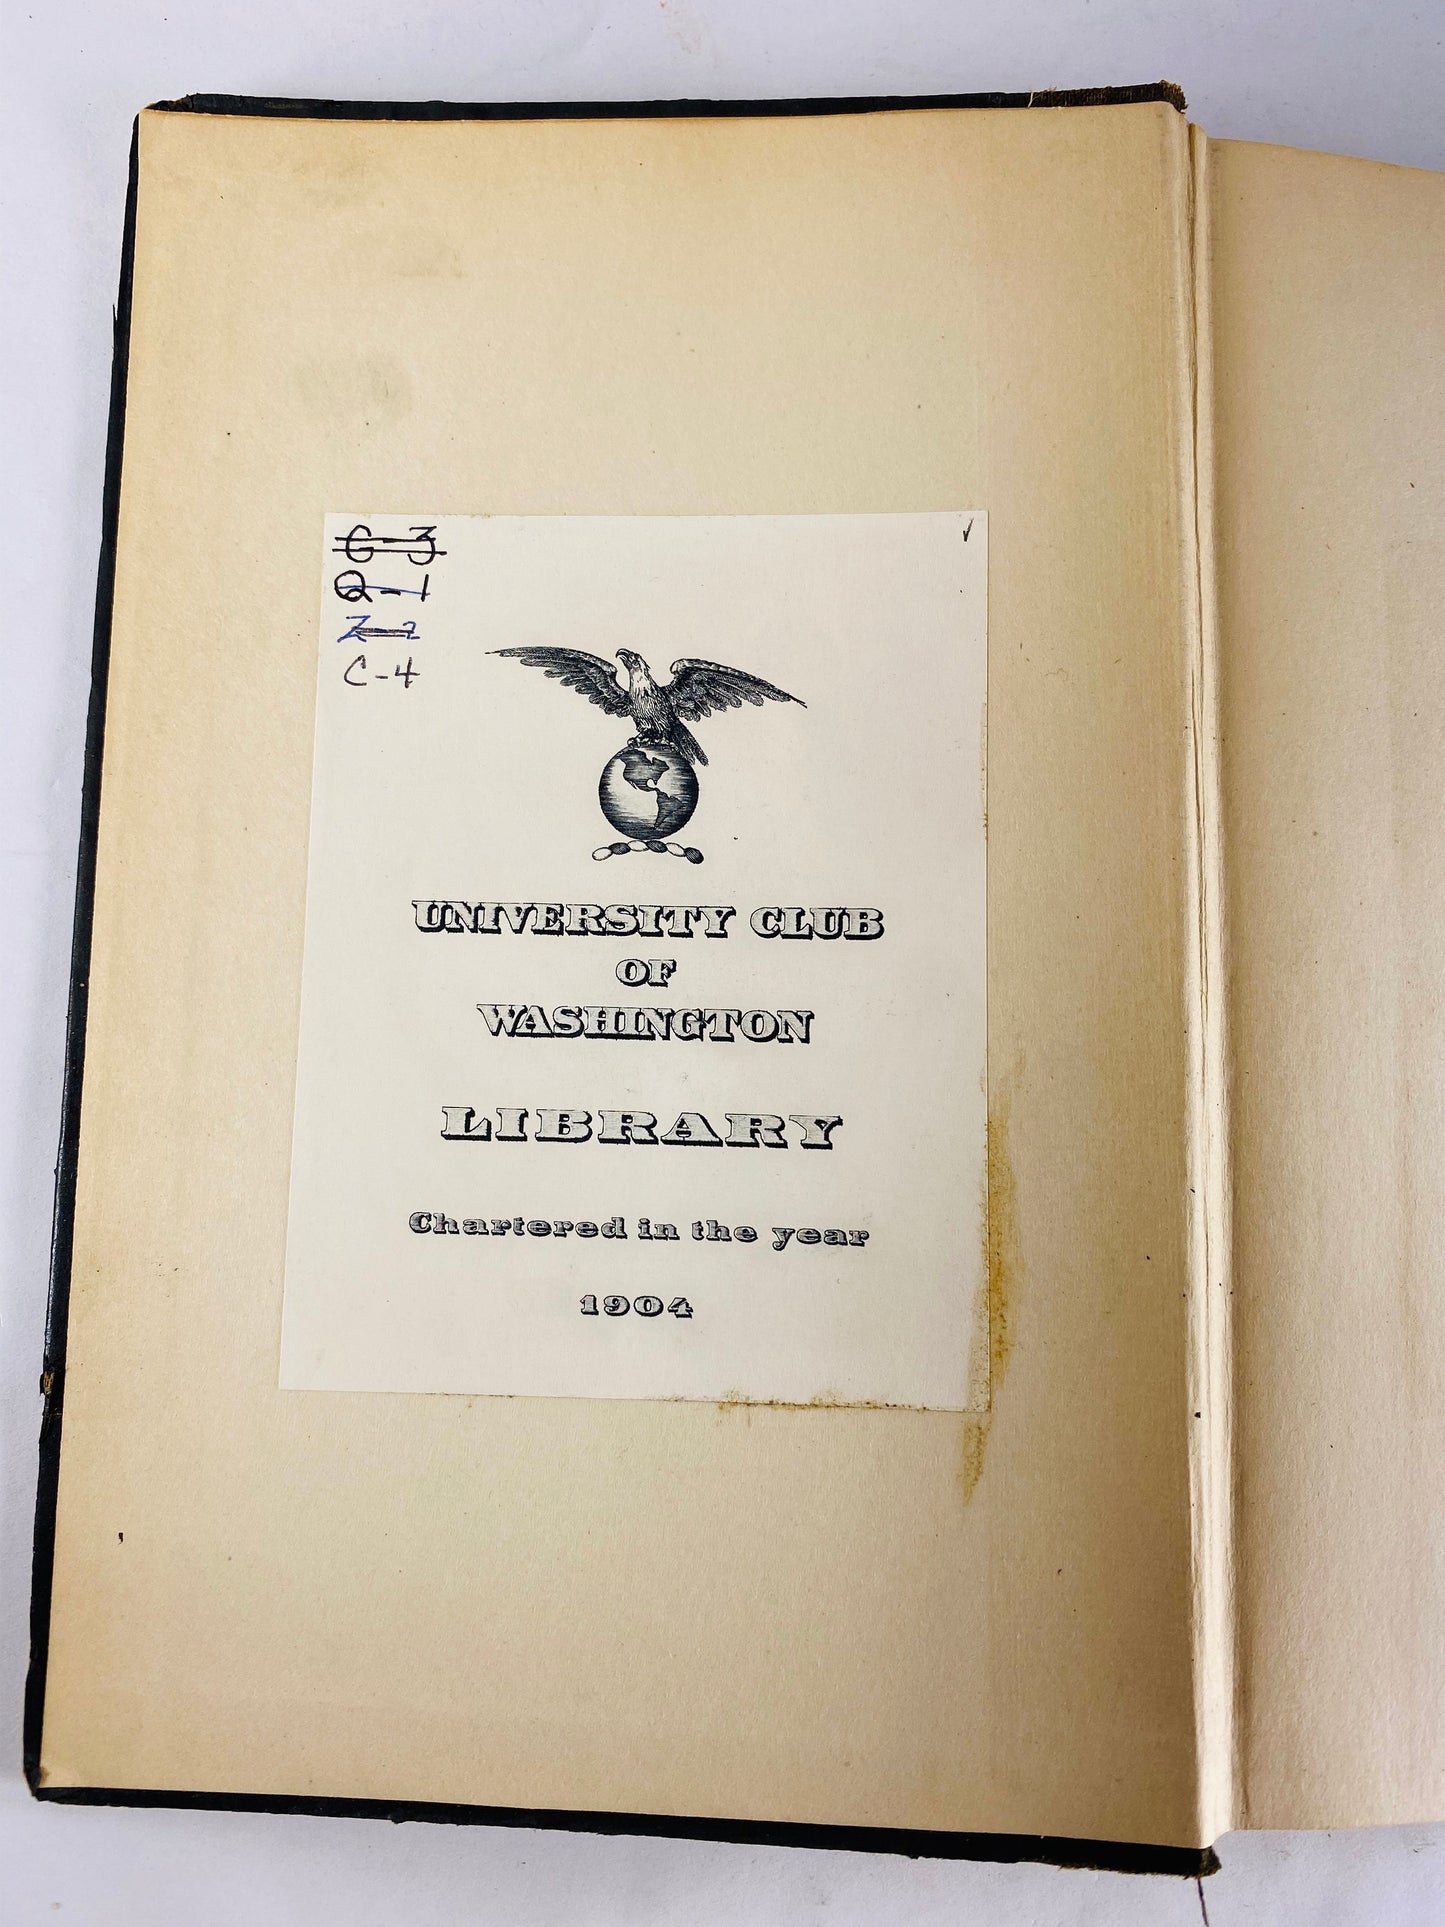 G-3
Q-1
Z-2
C-4
UNIVERSITY CLUB
OF
WASHINGTON
LIBRARY
Chartered in the year
1904